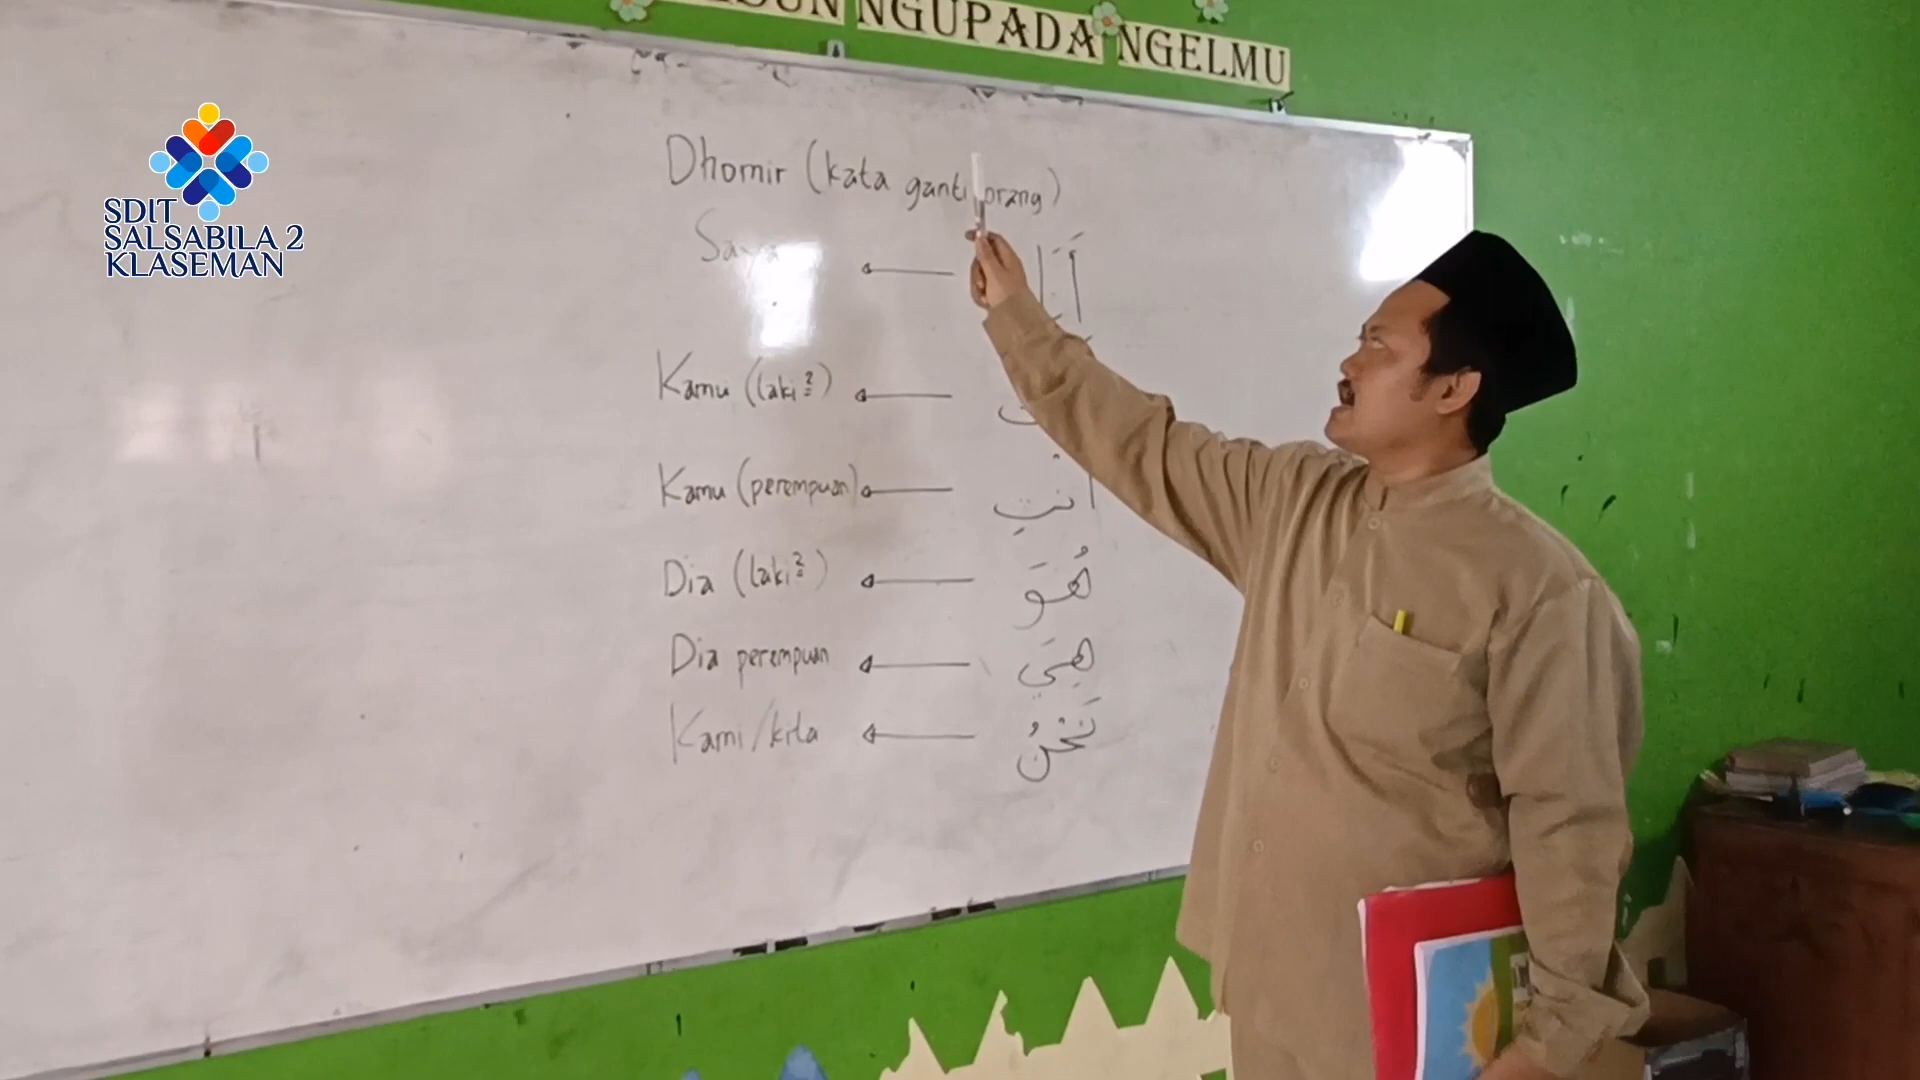 NGUPADA NGELMU
SDIT
SALSABILA 2
KLASEMAN
Dhomir (kata ganti orang)
Saya أَنَا
Kamu (laki²)
Kamu (perempuan) أنْتِ
Dia (laki²) هُوَ
Dia perempuan هِيَ
Kami/kita نَحْنُ